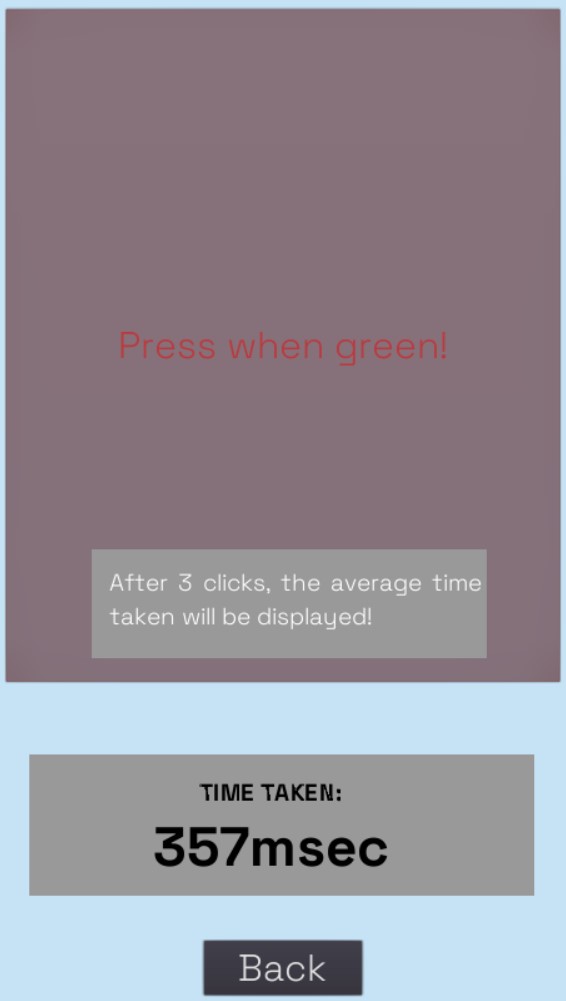 Press when green!
After 3 clicks, the average time
taken will be displayed!
TIME TAKEN:
357msec
Back